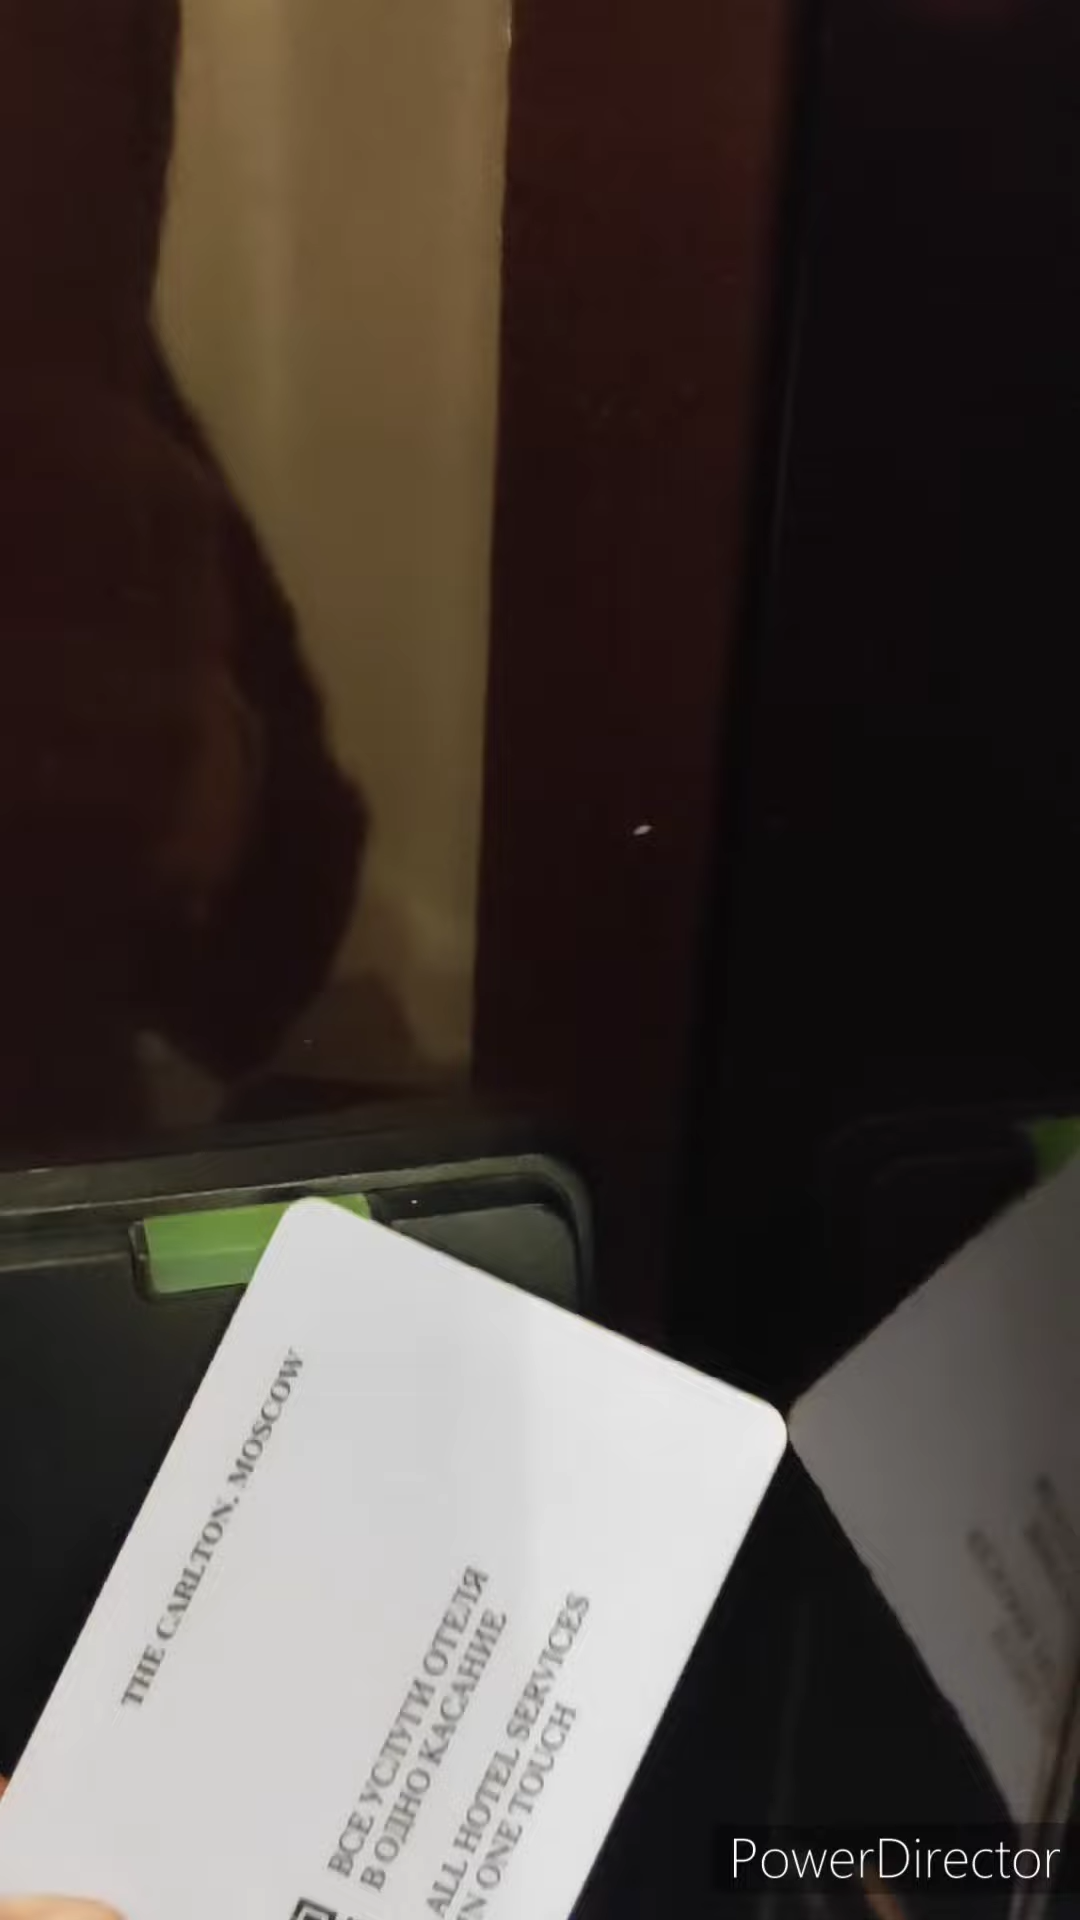 THE CARLTON, MOSCOW
ВСЕ УСЛУГИ ОТЕЛЯ
В ОДНО КАСАНИЕ
ALL HOTEL SERVICES
IN ONE TOUCH
PowerDirector